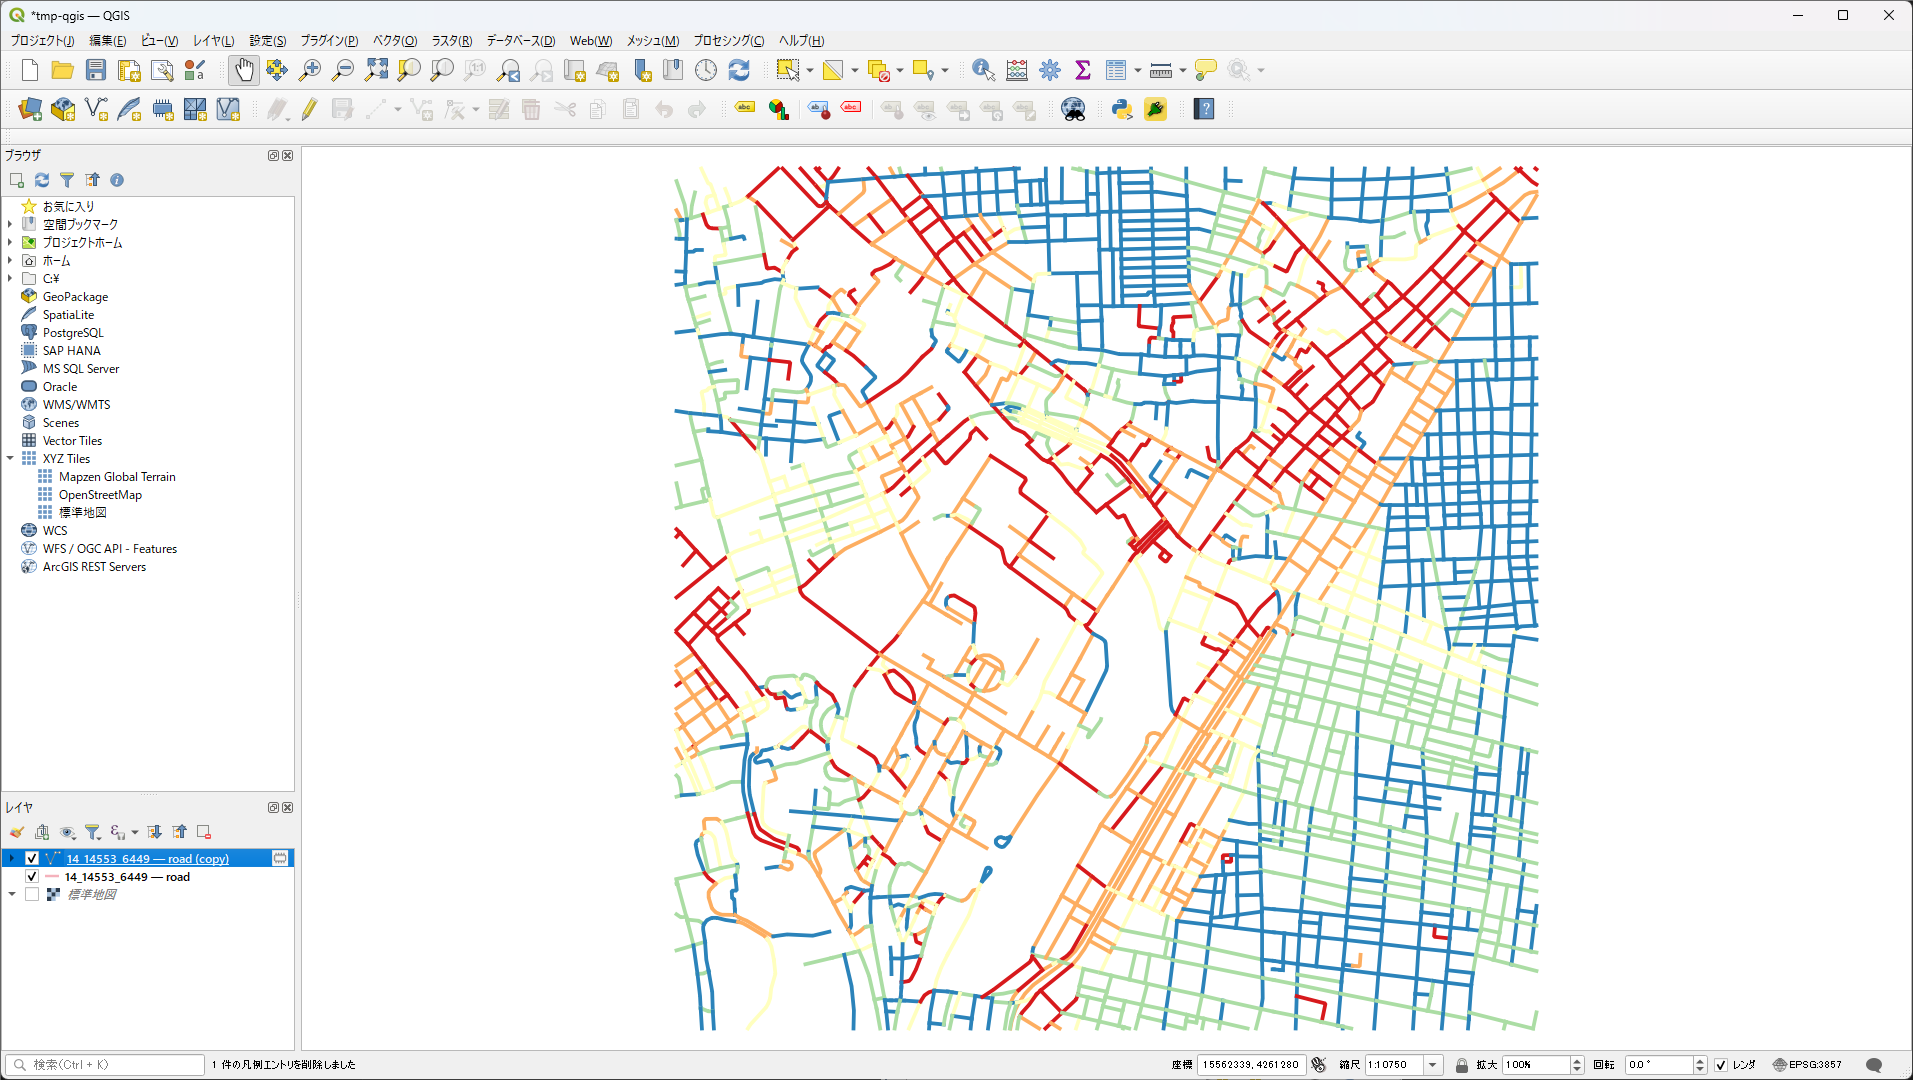 *tmp-qgis — QGIS
プロジェクト(J) 編集(E) ビュー(V) レイヤ(L) 設定(S) プラグイン(P) ベクタ(O) ラスタ(R) データベース(D) Web(W) メッシュ(M) プロセシング(C) ヘルプ(H)
ブラウザ
お気に入り
空間ブックマーク
プロジェクトホーム
ホーム
C:¥
GeoPackage
SpatiaLite
PostgreSQL
SAP HANA
MS SQL Server
Oracle
WMS/WMTS
Scenes
Vector Tiles
XYZ Tiles
Mapzen Global Terrain
OpenStreetMap
標準地図
WCS
WFS / OGC API - Features
ArcGIS REST Servers
レイヤ
14_14553_6449 — road (copy)
14_14553_6449 — road
標準地図
検索(Ctrl + K) 1 件の凡例エントリを削除しました 座標 15562339,4261280 縮尺 1:10750 拡大 100% 回転 0.0 ° レンダ EPSG:3857